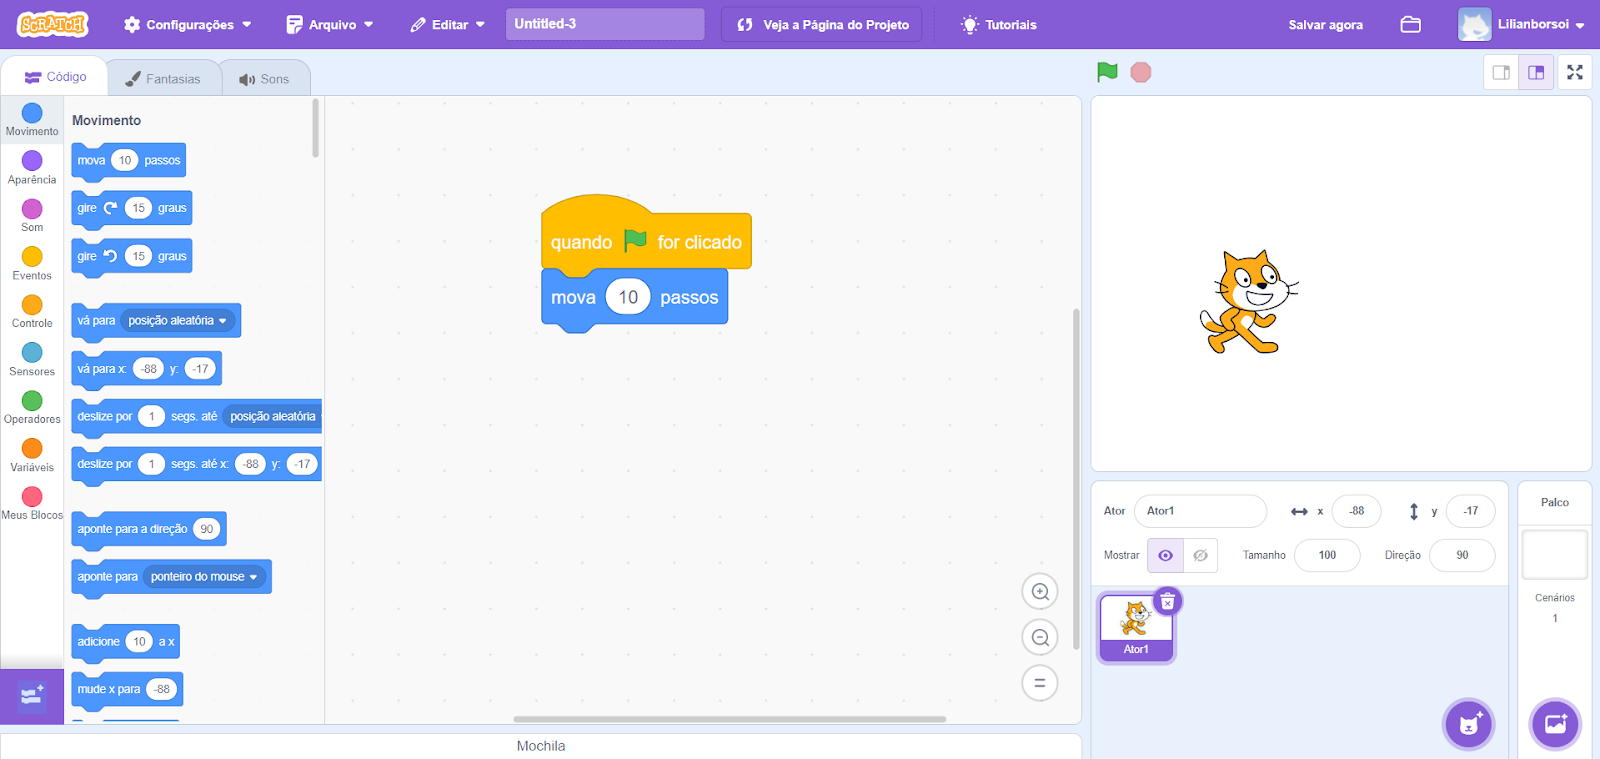 SCRATCH
Configurações
Arquivo
Editar
Untitled-3
Veja a Página do Projeto
Tutoriais
Salvar agora
Lilianborsoi
Código
Fantasias
Sons
Movimento
Aparência
Som
Eventos
Controle
Sensores
Operadores
Variáveis
Meus Blocos
Movimento
mova 10 passos
gire 15 graus
gire 15 graus
vá para posição aleatória
vá para x: -88 y: -17
deslize por 1 segs. até posição aleatória
deslize por 1 segs. até x: -88 y: -17
aponte para a direção 90
aponte para ponteiro do mouse
adicione 10 a x
mude x para -88
quando for clicado
mova 10 passos
Mochila
Ator Ator1 x -88 y -17
Mostrar Tamanho 100 Direção 90
Ator1
Palco
Cenários
1